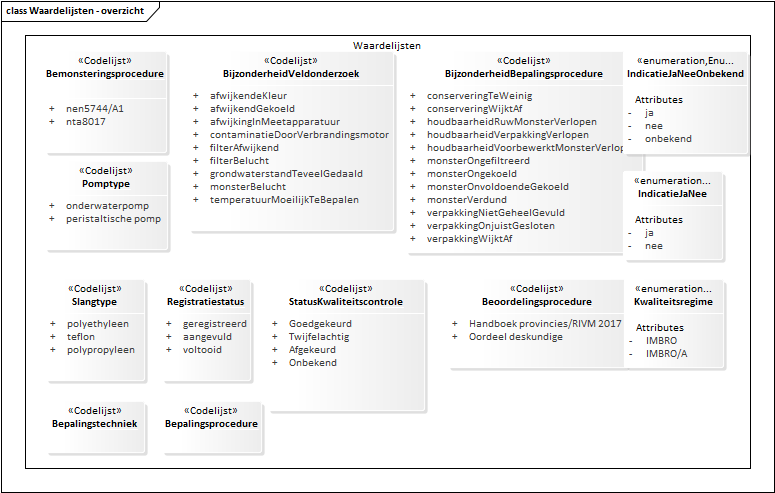 class Waardelijsten - overzicht
Waardelijsten
«Codelijst»
Bemonsteringsprocedure
+ nen5744/A1
+ nta8017
«Codelijst»
BijzonderheidVeldonderzoek
+ afwijkendeKleur
+ afwijkendGekoeld
+ afwijkingInMeetapparatuur
+ contaminatieDoorVerbrandingsmotor
+ filterAfwijkend
+ filterBelucht
+ grondwaterstandTeveelGedaald
+ monsterBelucht
+ temperatuurMoeilijkTeBepalen
«Codelijst»
BijzonderheidBepalingsprocedure
+ conserveringTeWeinig
+ conserveringWijktAf
+ houdbaarheidRuwMonsterVerlopen
+ houdbaarheidVerpakkingVerlopen
+ houdbaarheidVoorbewerktMonsterVerlop
+ monsterOngefiltreerd
+ monsterOngekoeld
+ monsterOnvoldoendeGekoeld
+ monsterVerdund
+ verpakkingNietGeheelGevuld
+ verpakkingOnjuistGesloten
+ verpakkingWijktAf
«enumeration,Enu...
IndicatieJaNeeOnbekend
Attributes
- ja
- nee
- onbekend
«Codelijst»
Pomptype
+ onderwaterpomp
+ peristaltische pomp
«enumeration...
IndicatieJaNee
Attributes
- ja
- nee
«Codelijst»
Slangtype
+ polyethyleen
+ teflon
+ polypropyleen
«Codelijst»
Registratiestatus
+ geregistreerd
+ aangevuld
+ voltooid
«Codelijst»
StatusKwaliteitscontrole
+ Goedgekeurd
+ Twijfelachtig
+ Afgekeurd
+ Onbekend
«Codelijst»
Beoordelingsprocedure
+ Handboek provincies/RIVM 2017
+ Oordeel deskundige
«enumeration...
Kwaliteitsregime
Attributes
- IMBRO
- IMBRO/A
«Codelijst»
Bepalingstechniek
«Codelijst»
Bepalingsprocedure